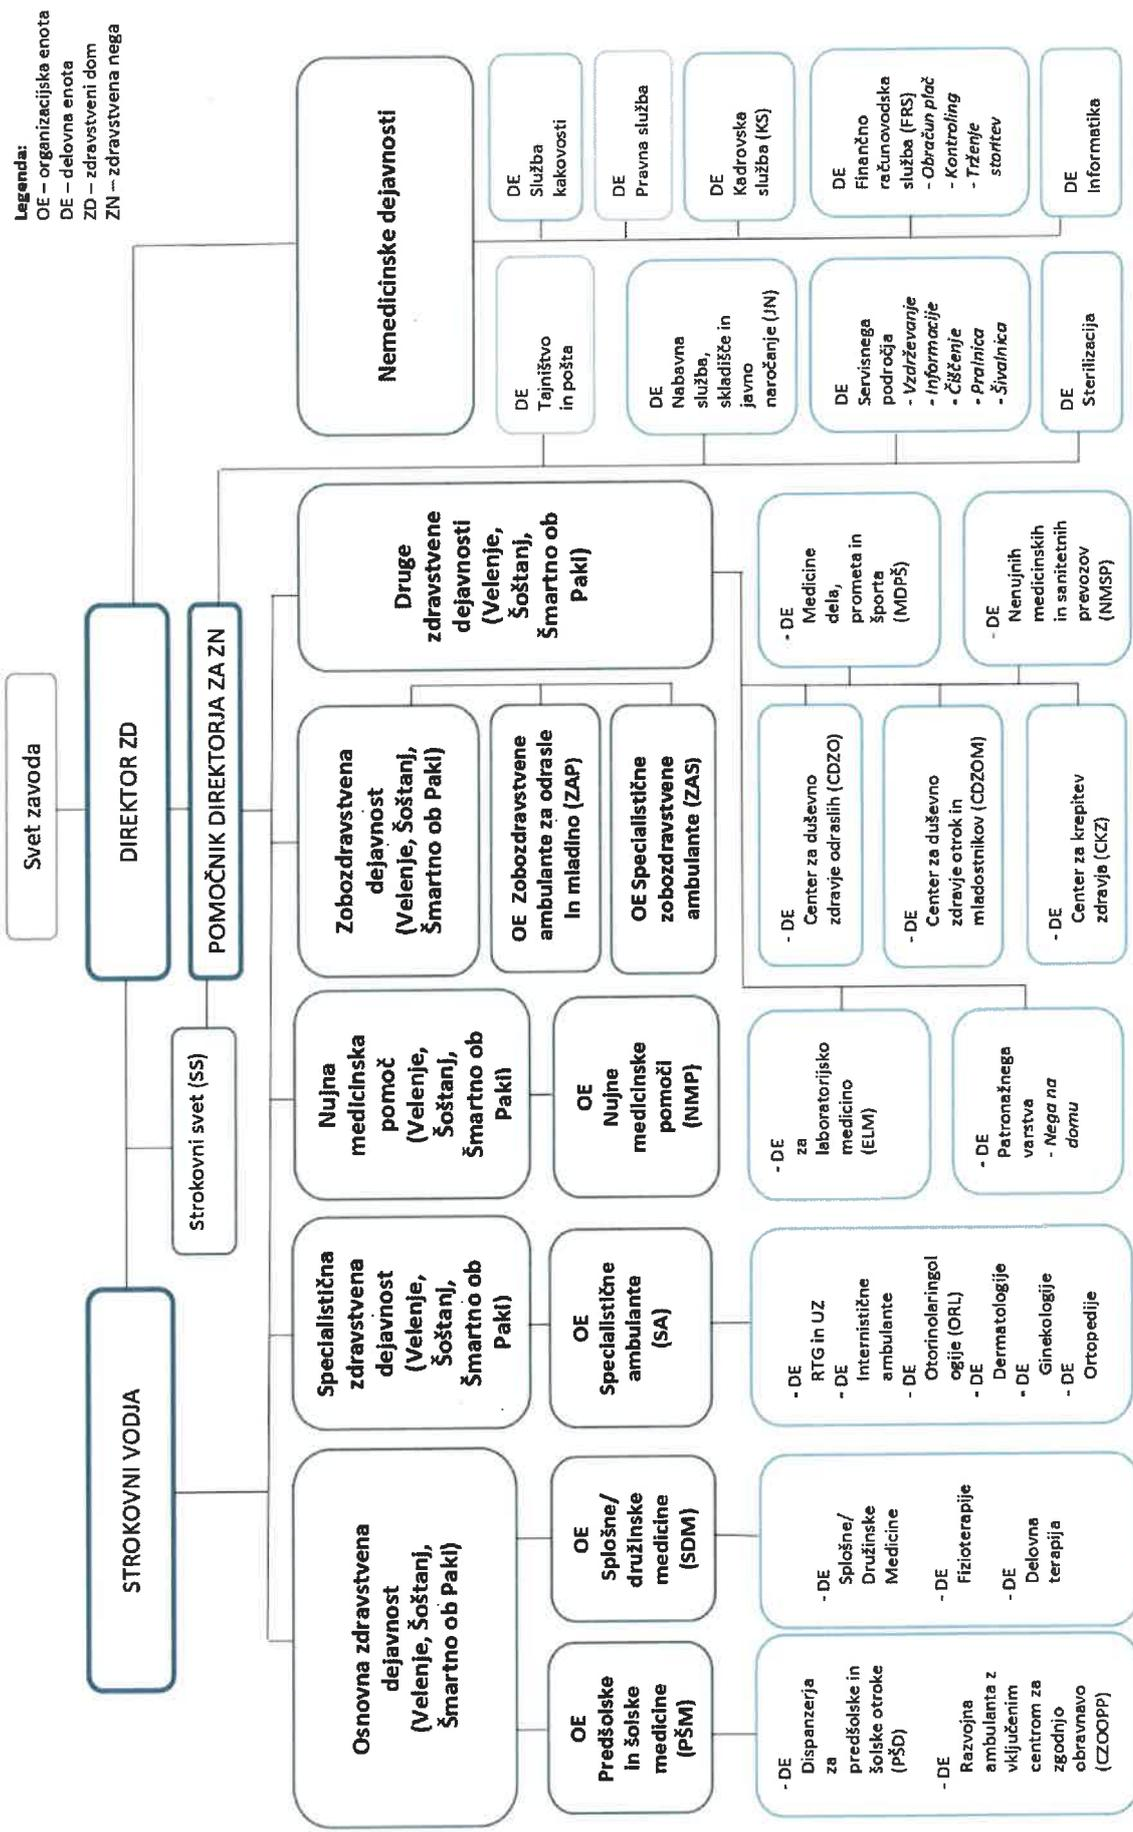 Legenda:
OE – organizacijska enota
DE – delovna enota
ZD – zdravstveni dom
ZN – zdravstvena nega
Svet zavoda
DIREKTOR ZD
POMOČNIK DIREKTORJA ZA ZN
STROKOVNI VODJA
Strokovni svet (SS)
Osnovna zdravstvena
dejavnost
(Velenje, Šoštanj,
Šmartno ob Paki)
OE
Predšolske
in šolske
medicine
(PŠM)
OE
Splošne/
družinske
medicine
(SDM)
- DE
Dispanzerja
za
predšolske in
šolske otroke
(PŠD)
- DE
Razvojna
ambulanta z
vključenim
centrom za
zgodnjo
obravnavo
(CZOOPP)
- DE
Splošne/
Družinske
Medicine
- DE
Fizioterapije
- DE
Delovna
terapija
Specialistična
zdravstvena
dejavnost
(Velenje,
Šoštanj,
Šmartno ob
Paki)
OE
Specialistične
ambulante
(SA)
- DE
RTG in UZ
- DE
Internistične
ambulante
- DE
Otorinolaringol
ogije (ORL)
- DE
Dermatologije
- DE
Ginekologije
- DE
Ortopedije
Nujna
medicinska
pomoč
(Velenje,
Šoštanj,
Šmartno ob
Paki)
OE
Nujne
medicinske
pomoči
(NMP)
Zobozdravstvena
dejavnost
(Velenje, Šoštanj,
Šmartno ob Paki)
OE Zobozdravstvene
ambulante za odrasle
In mladino (ZAP)
OE Specialistične
zobozdravstvene
ambulante (ZAS)
Druge
zdravstvene
dejavnosti
(Velenje,
Šoštanj,
Šmartno ob
Paki)
- DE
za
laboratorijsko
medicino
(ELM)
- DE
Patronažnega
varstva
- Nega na
domu
- DE
Center za duševno
zdravje odraslih (CDZO)
- DE
Center za duševno
zdravje otrok in
mladostnikov (CDZOM)
- DE
Center za krepitev
zdravja (CKZ)
- DE
Medicine
dela,
prometa in
športa
(MDPŠ)
- DE
Nenujnih
medicinskih
in sanitetnih
prevozov
(NMSP)
Nemedicinske dejavnosti
DE
Tajništvo
in pošta
DE
Nabavna
služba,
skladišče in
javno
naročanje (JN)
DE
Servisnega
področja
- Vzdrževanje
- Informacije
- Čiščenje
- Pralnica
- Šivalnica
DE
Sterilizacija
DE
Služba
kakovosti
DE
Pravna služba
DE
Kadrovska
služba (KS)
DE
Finančno
računovodska
služba (FRS)
- Obračun plač
- Kontroling
- Trženje
storitev
DE
Informatika